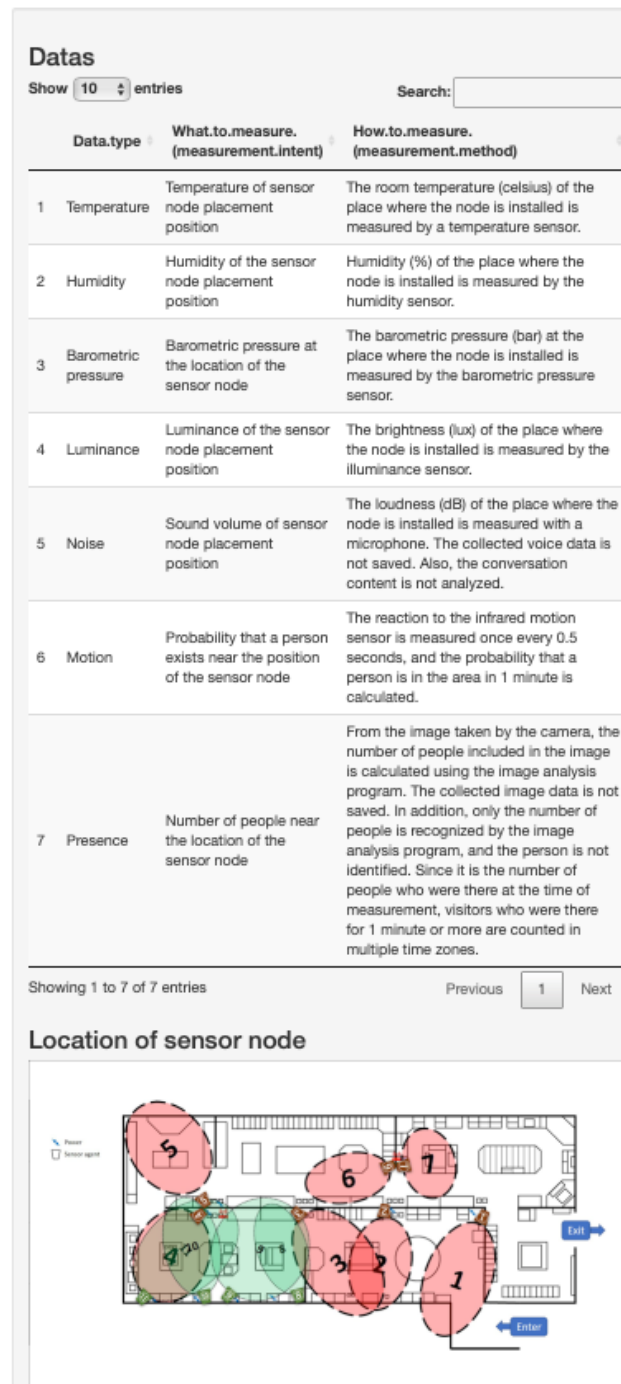 Datas
Show 10 entries
Search:
Data.type
What.to.measure.
(measurement.intent)
How.to.measure.
(measurement.method)
1
Temperature
Temperature of sensor
node placement
position
The room temperature (celsius) of the
place where the node is installed is
measured by a temperature sensor.
2
Humidity
Humidity of the sensor
node placement
position
Humidity (%) of the place where the
node is installed is measured by the
humidity sensor.
3
Barometric
pressure
Barometric pressure at
the location of the
sensor node
The barometric pressure (bar) at the
place where the node is installed is
measured by the barometric pressure
sensor.
4
Luminance
Luminance of the sensor
node placement
position
The brightness (lux) of the place where
the node is installed is measured by the
illuminance sensor.
5
Noise
Sound volume of sensor
node placement
position
The loudness (dB) of the place where the
node is installed is measured with a
microphone. The collected voice data is
not saved. Also, the conversation
content is not analyzed.
6
Motion
Probability that a person
exists near the position
of the sensor node
The reaction to the infrared motion
sensor is measured once every 0.5
seconds, and the probability that a
person is in the area in 1 minute is
calculated.
7
Presence
Number of people near
the location of the
sensor node
From the image taken by the camera, the
number of people included in the image
is calculated using the image analysis
program. The collected image data is not
saved. In addition, only the number of
people is recognized by the image
analysis program, and the person is not
identified. Since it is the number of
people who were there at the time of
measurement, visitors who were there
for 1 minute or more are counted in
multiple time zones.
Showing 1 to 7 of 7 entries
Previous 1 Next
Location of sensor node
Power
Sensor agent
5
6
7
4
3
2
1
Exit
Enter